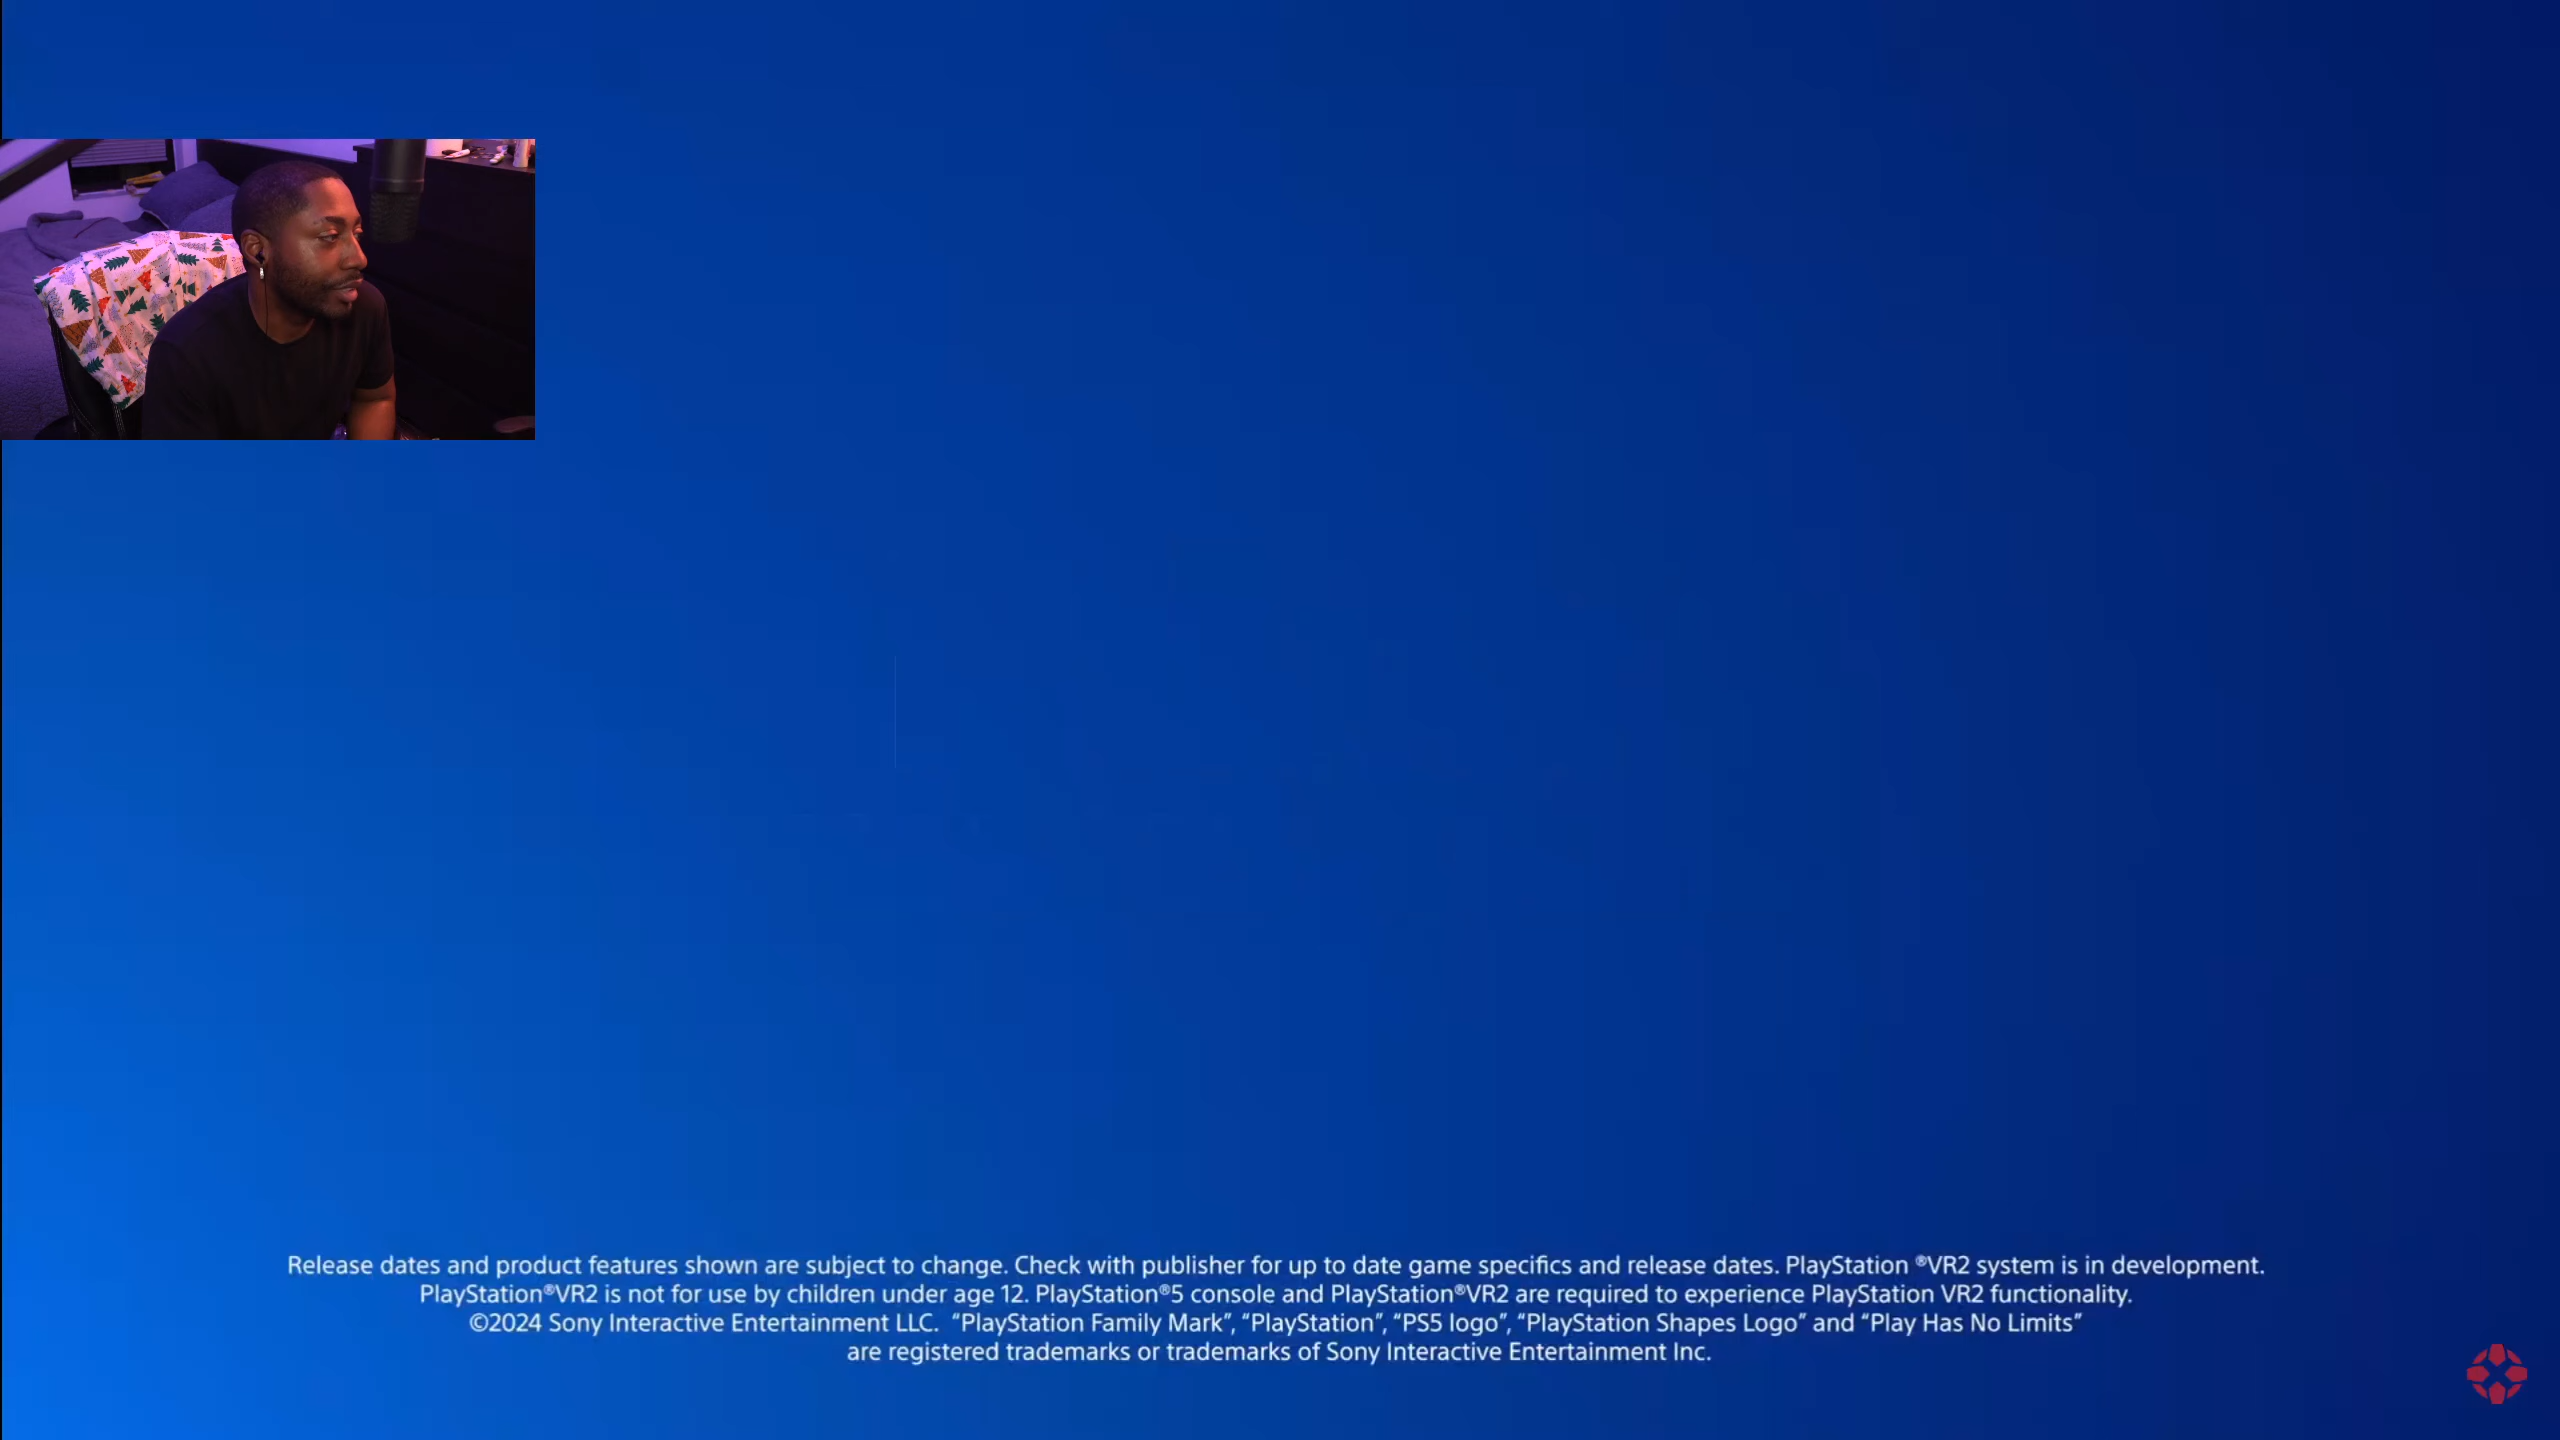 Release dates and product features shown are subject to change. Check with publisher for up to date game specifics and release dates. PlayStation ®VR2 system is in development.
PlayStation®VR2 is not for use by children under age 12. PlayStation®5 console and PlayStation®VR2 are required to experience PlayStation VR2 functionality.
©2024 Sony Interactive Entertainment LLC. “PlayStation Family Mark”, “PlayStation”, “PS5 logo”, “PlayStation Shapes Logo” and “Play Has No Limits”
are registered trademarks or trademarks of Sony Interactive Entertainment Inc.